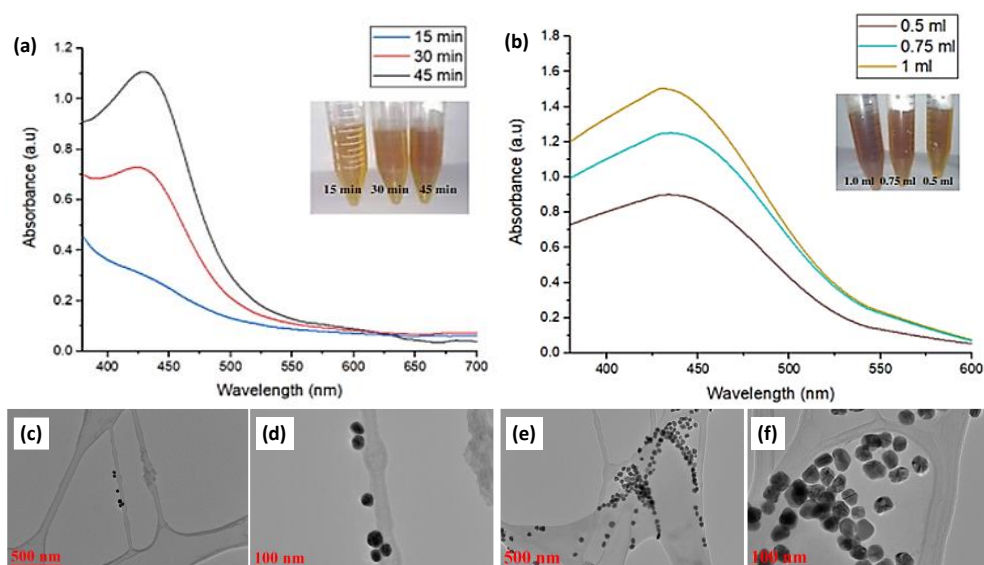 (a)
15 min
30 min
45 min
1.2
1.0
0.8
0.6
0.4
0.2
0.0
Absorbance (a.u)
15 min 30 min 45 min
400 450 500 550 600 650 700
Wavelength (nm)
(b)
0.5 ml
0.75 ml
1 ml
1.8
1.6
1.4
1.2
1.0
0.8
0.6
0.4
0.2
0.0
Absorbance (a.u)
1.0 ml 0.75 ml 0.5 ml
400 450 500 550 600
Wavelength (nm)
(c)
500 nm
(d)
100 nm
(e)
500 nm
(f)
100 nm